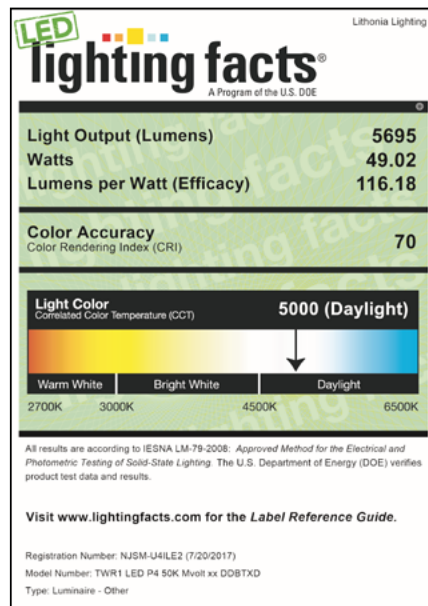 Lithonia Lighting
LED
lighting facts®
A Program of the U.S. DOE
Light Output (Lumens) 5695
Watts 49.02
Lumens per Watt (Efficacy) 116.18
Color Accuracy
Color Rendering Index (CRI) 70
Light Color
Correlated Color Temperature (CCT) 5000 (Daylight)
Warm White Bright White Daylight
2700K 3000K 4500K 6500K
All results are according to IESNA LM-79-2008: Approved Method for the Electrical and
Photometric Testing of Solid-State Lighting. The U.S. Department of Energy (DOE) verifies
product test data and results.
Visit www.lightingfacts.com for the Label Reference Guide.
Registration Number: NJSM-U4ILE2 (7/20/2017)
Model Number: TWR1 LED P4 50K Mvolt xx DDBTXD
Type: Luminaire - Other